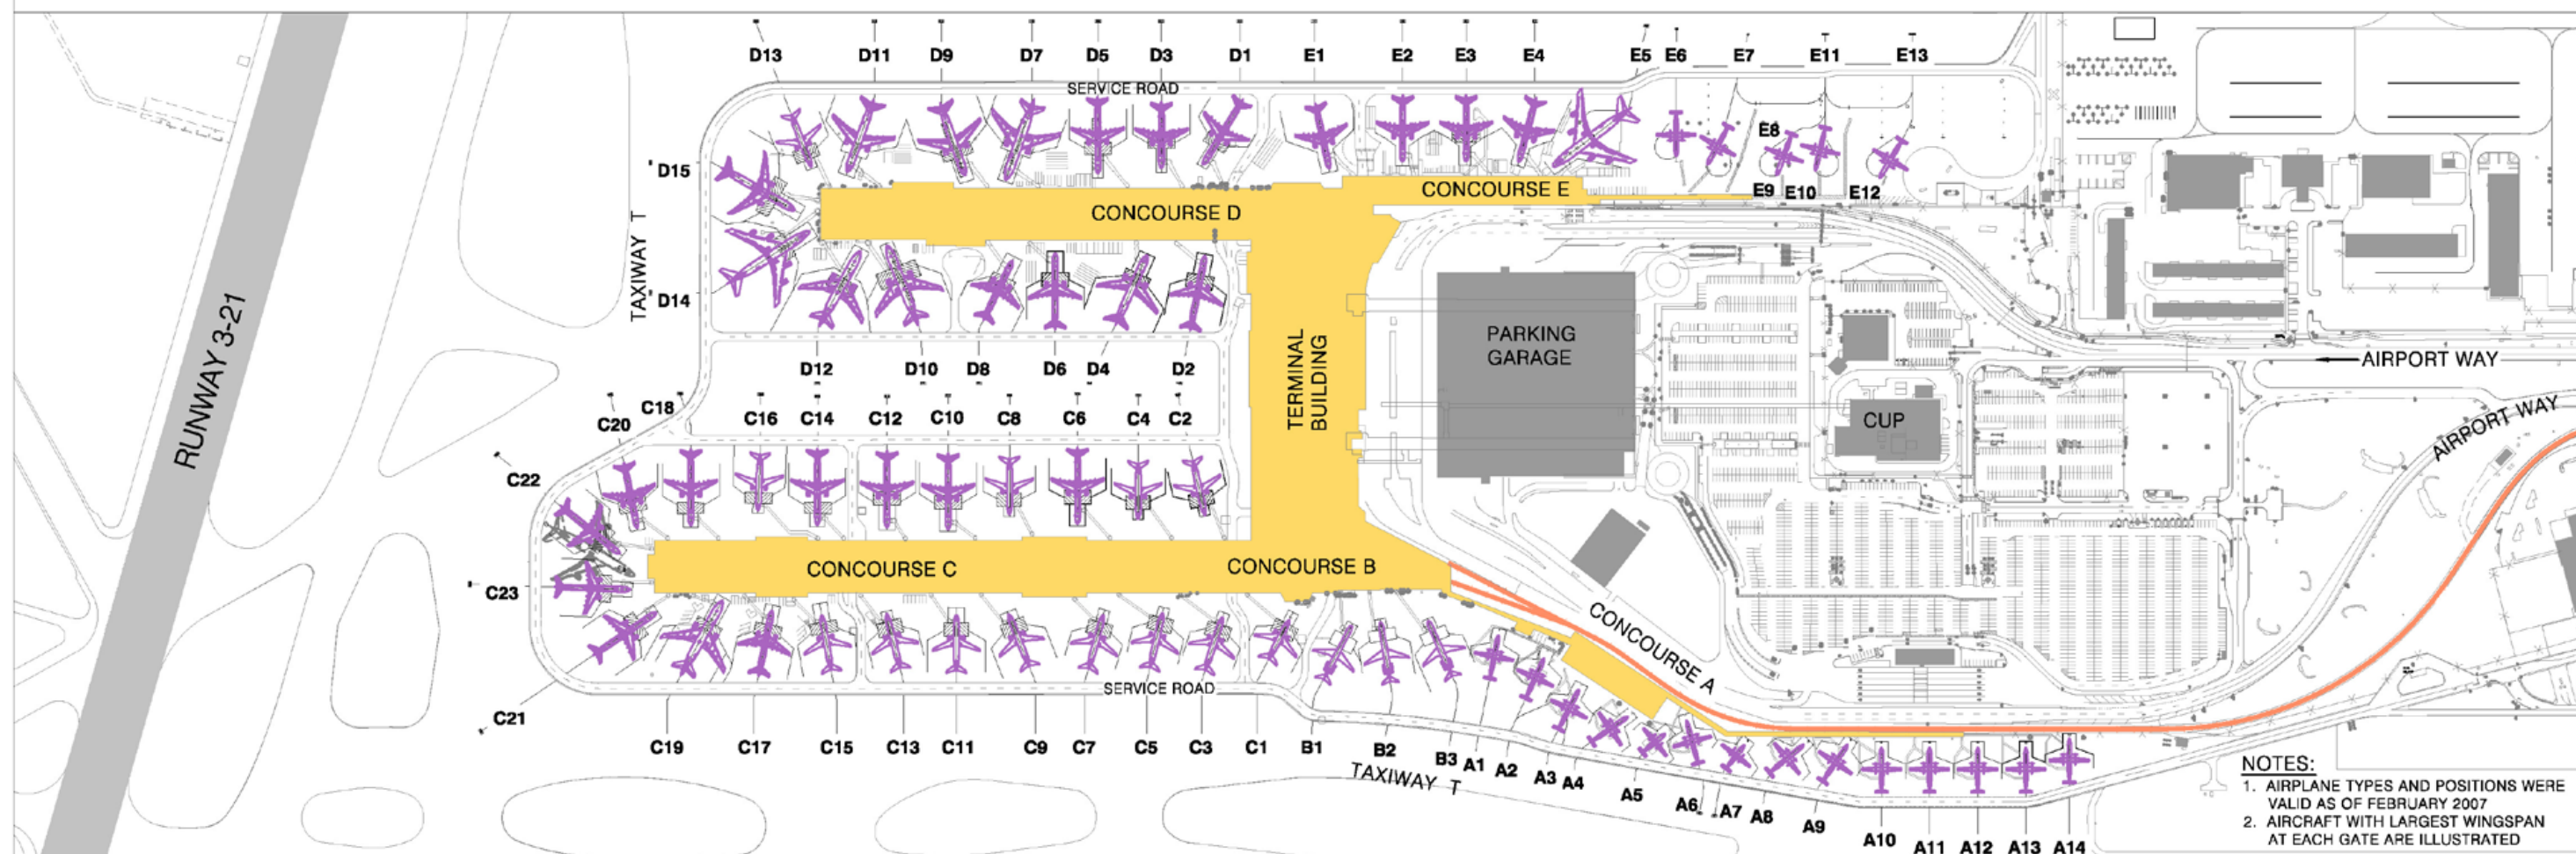 D13 D11 D9 D7 D5 D3 D1 E1 E2 E3 E4 E5 E6 E7 E11 E13
SERVICE ROAD
E8
D15
CONCOURSE E
E9 E10 E12
CONCOURSE D
TAXIWAY T
D14
RUNWAY 3-21
TERMINAL
BUILDING
PARKING
GARAGE
AIRPORT WAY
D12 D10 D8 D6 D4 D2
C20 C18 C16 C14 C12 C10 C8 C6 C4 C2
CUP
AIRPORT WAY
C22
CONCOURSE C
CONCOURSE B
C23
CONCOURSE A
SERVICE ROAD
C21
C19 C17 C15 C13 C11 C9 C7 C5 C3 C1 B1 B2 B3 A1 A2 A3 A4 A5 A6 A7 A8 A9 A10 A11 A12 A13 A14
TAXIWAY T
NOTES:
1. AIRPLANE TYPES AND POSITIONS WERE
VALID AS OF FEBRUARY 2007
2. AIRCRAFT WITH LARGEST WINGSPAN
AT EACH GATE ARE ILLUSTRATED